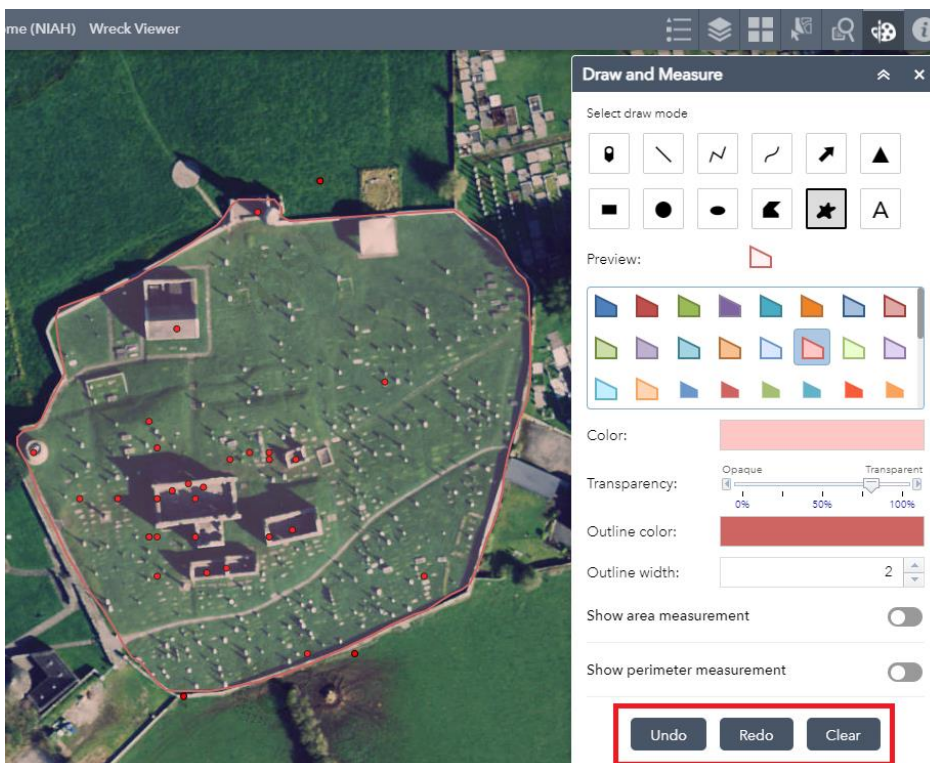 me (NIAH) Wreck Viewer
Draw and Measure
Select draw mode
A
Preview:
Color:
Transparency:
Opaque Transparent
0% 50% 100%
Outline color:
Outline width: 2
Show area measurement
Show perimeter measurement
Undo Redo Clear